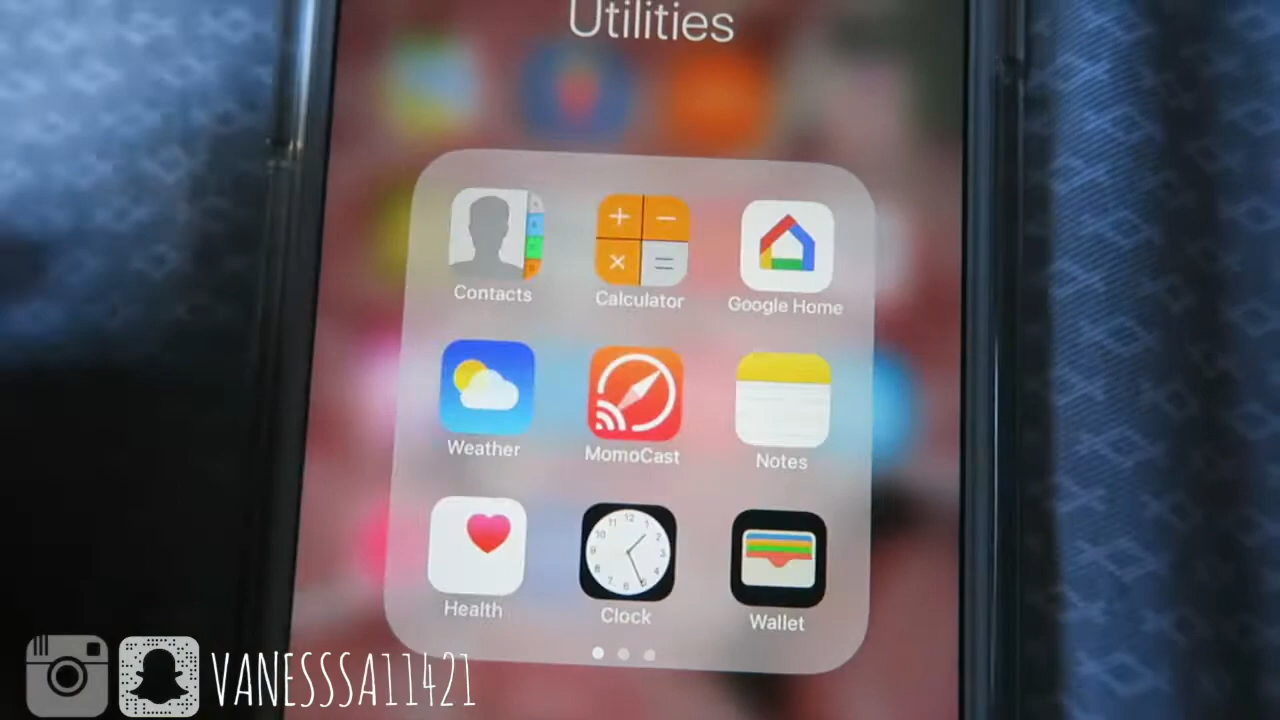 Utilities
Contacts
Calculator
Google Home
Weather
MomoCast
Notes
Health
Clock
Wallet
VANESSSA11421